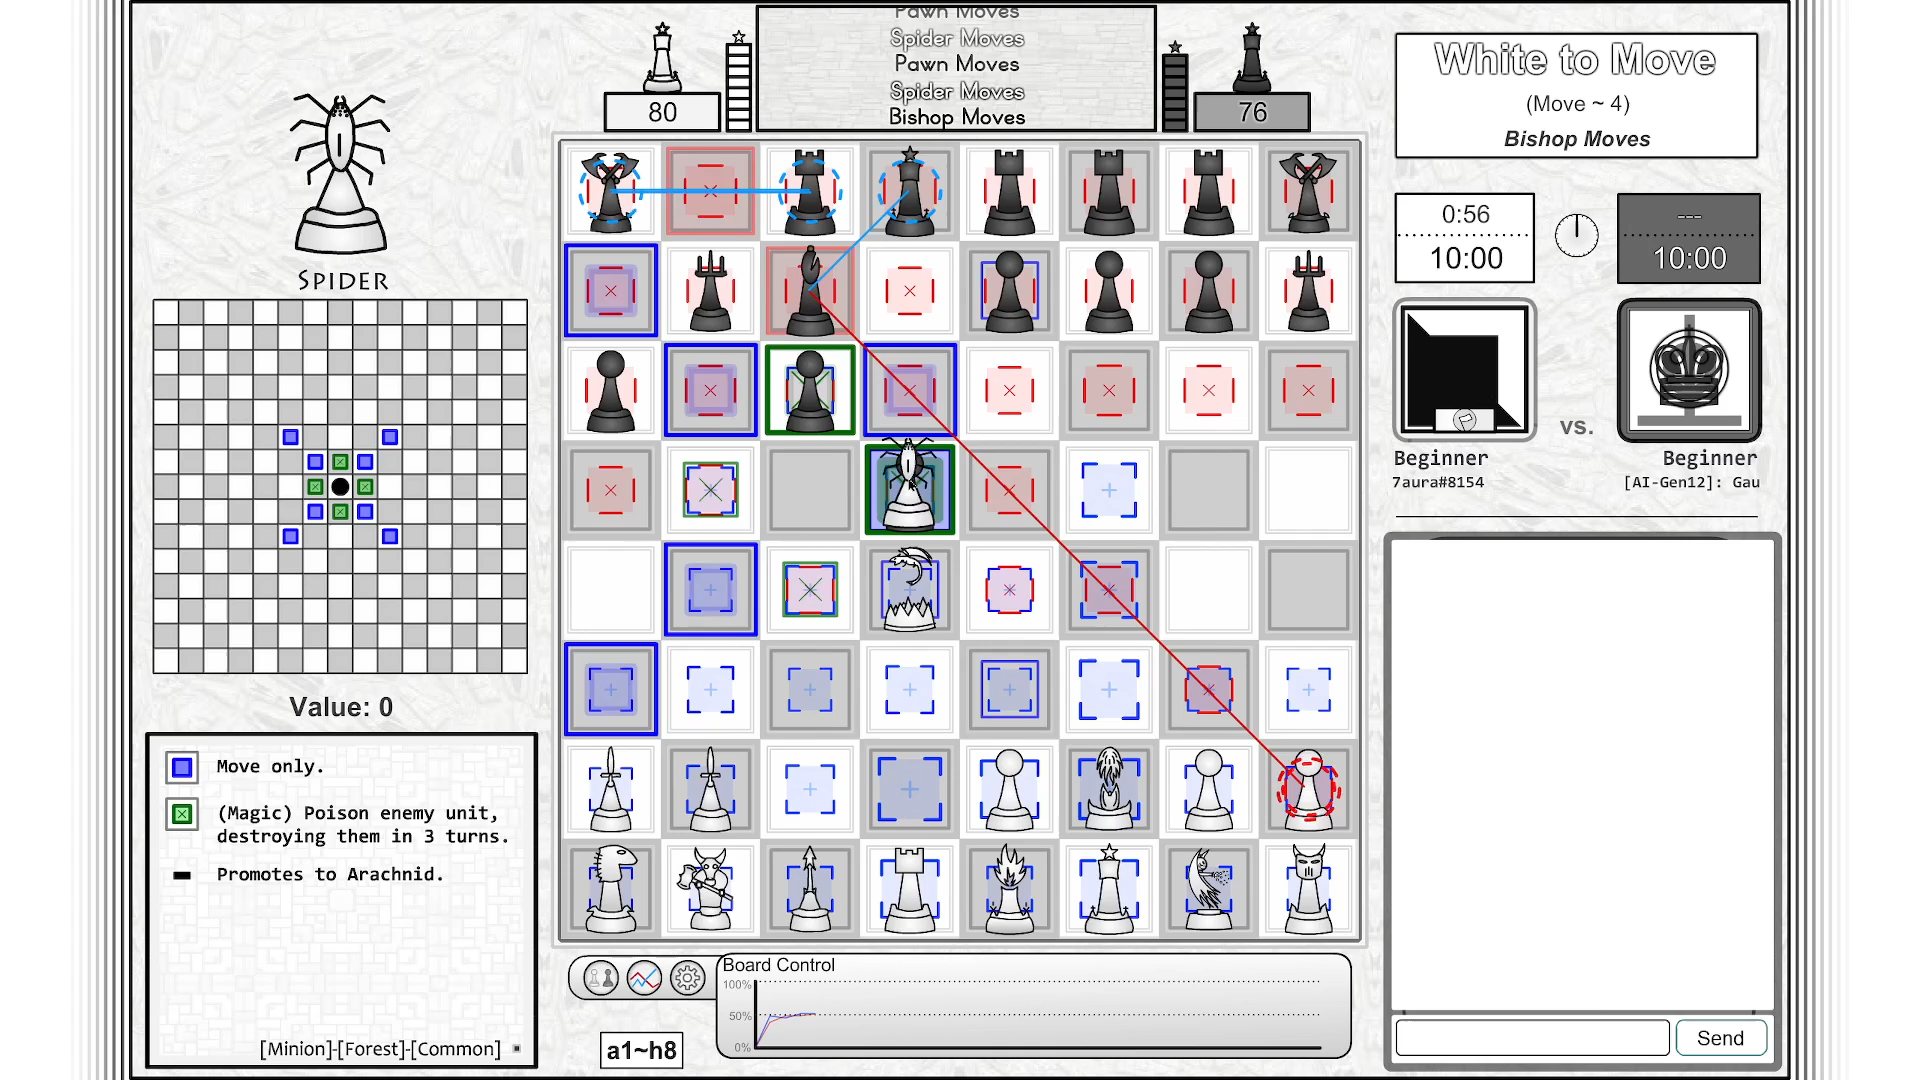 Pawn Moves
Spider Moves
Pawn Moves
Spider Moves
Bishop Moves
80
76
White to Move
(Move ~ 4)
Bishop Moves
0:56
10:00
---
10:00
SPIDER
vs.
Beginner
7aura#8154
Beginner
[AI-Gen12]: Gau
Value: 0
Move only.
(Magic) Poison enemy unit,
destroying them in 3 turns.
Promotes to Arachnid.
[Minion]-[Forest]-[Common]
Board Control
100%
50%
0%
a1~h8
Send